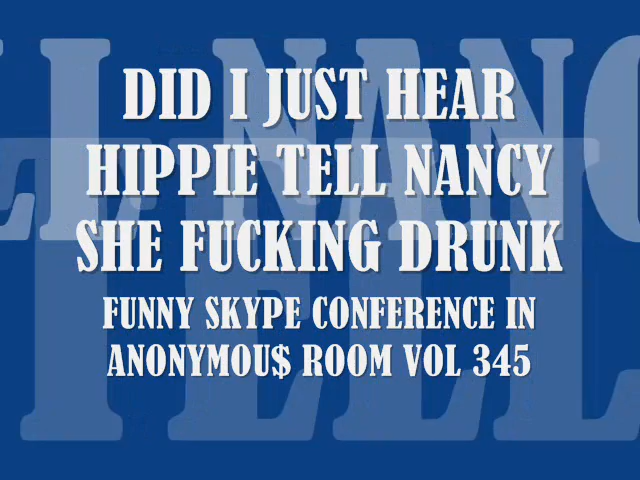 DID I JUST HEAR
HIPPIE TELL NANCY
SHE FUCKING DRUNK
FUNNY SKYPE CONFERENCE IN
ANONYMOU$ ROOM VOL 345